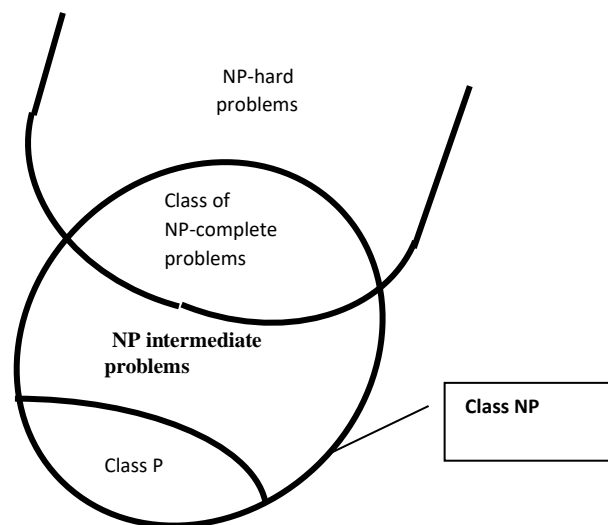 NP-hard
problems
Class of
NP-complete
problems
NP intermediate
problems
Class NP
Class P